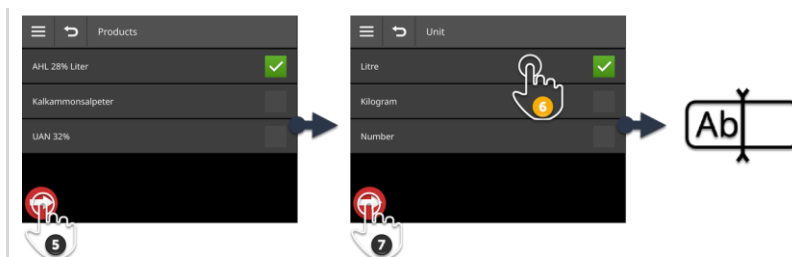 Products
AHL 28% Liter
Kalkammonsalpeter
UAN 32%
5
Unit
Litre
6
Kilogram
Number
7
Ab